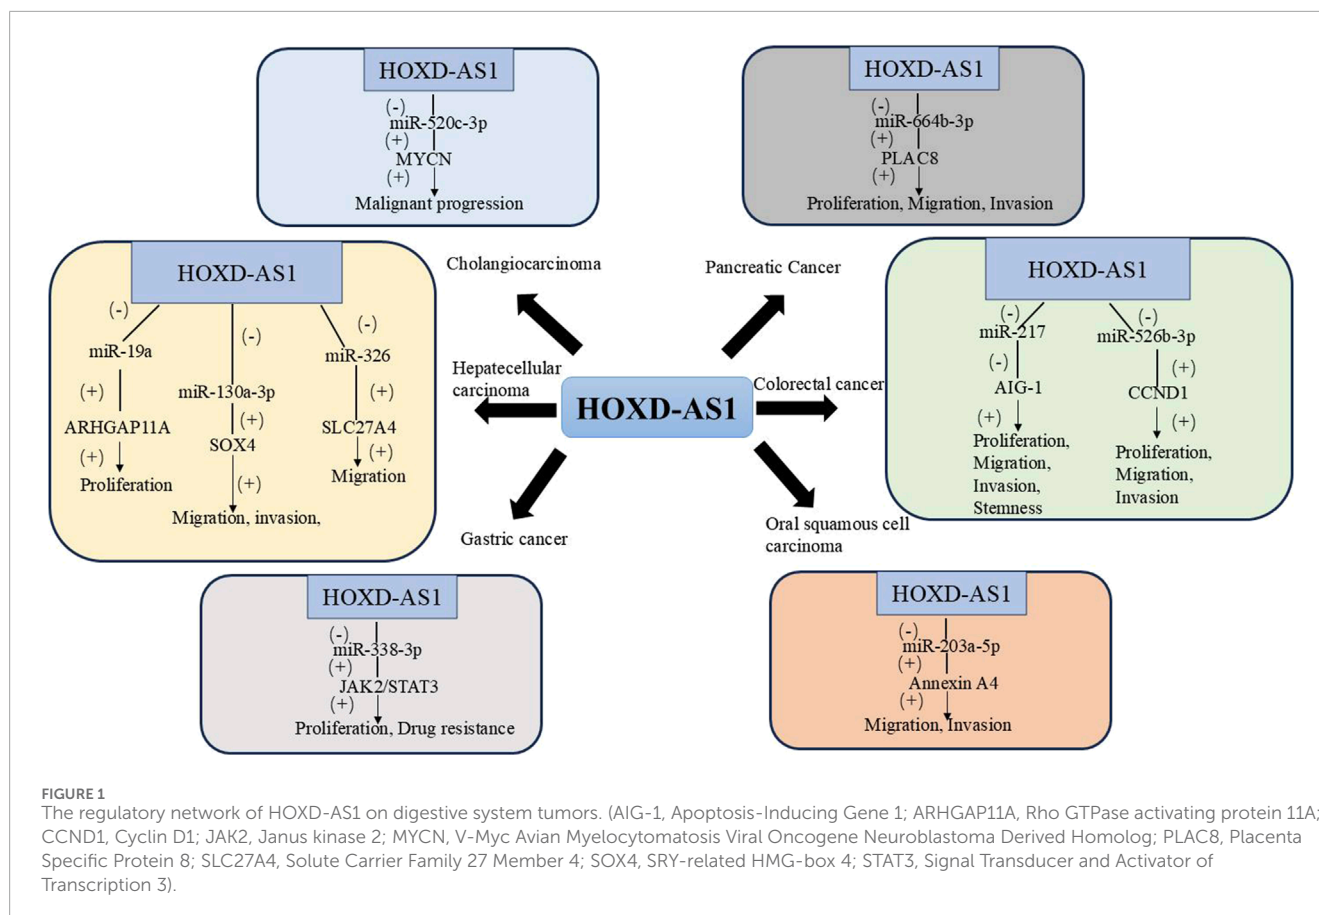 HOXD-AS1
(-)
miR-520c-3p
(+)
MYCN
(+)
Malignant progression
HOXD-AS1
(-)
miR-664b-3p
(+)
PLAC8
(+)
Proliferation, Migration, Invasion
HOXD-AS1
(-)
(-)
(-)
miR-19a
miR-130a-3p
miR-326
(+)
(+)
(+)
ARHGAP11A
SOX4
SLC27A4
(+)
(+)
(+)
Proliferation
Migration, invasion,
Migration
Cholangiocarcinoma
Pancreatic Cancer
Hepatecellular
carcinoma
HOXD-AS1
Colorectal cancer
Gastric cancer
Oral squamous cell
carcinoma
HOXD-AS1
(-)
miR-217
(-)
AIG-1
(+)
Proliferation,
Migration,
Invasion,
Stemness
(-)
miR-526b-3p
(+)
CCND1
(+)
Proliferation,
Migration,
Invasion
HOXD-AS1
(-)
miR-338-3p
(+)
JAK2/STAT3
(+)
Proliferation, Drug resistance
HOXD-AS1
(-)
miR-203a-5p
(+)
Annexin A4
(+)
Migration, Invasion
FIGURE 1
The regulatory network of HOXD-AS1 on digestive system tumors. (AIG-1, Apoptosis-Inducing Gene 1; ARHGAP11A, Rho GTPase activating protein 11A;
CCND1, Cyclin D1; JAK2, Janus kinase 2; MYCN, V-Myc Avian Myelocytomatosis Viral Oncogene Neuroblastoma Derived Homolog; PLAC8, Placenta
Specific Protein 8; SLC27A4, Solute Carrier Family 27 Member 4; SOX4, SRY-related HMG-box 4; STAT3, Signal Transducer and Activator of
Transcription 3).